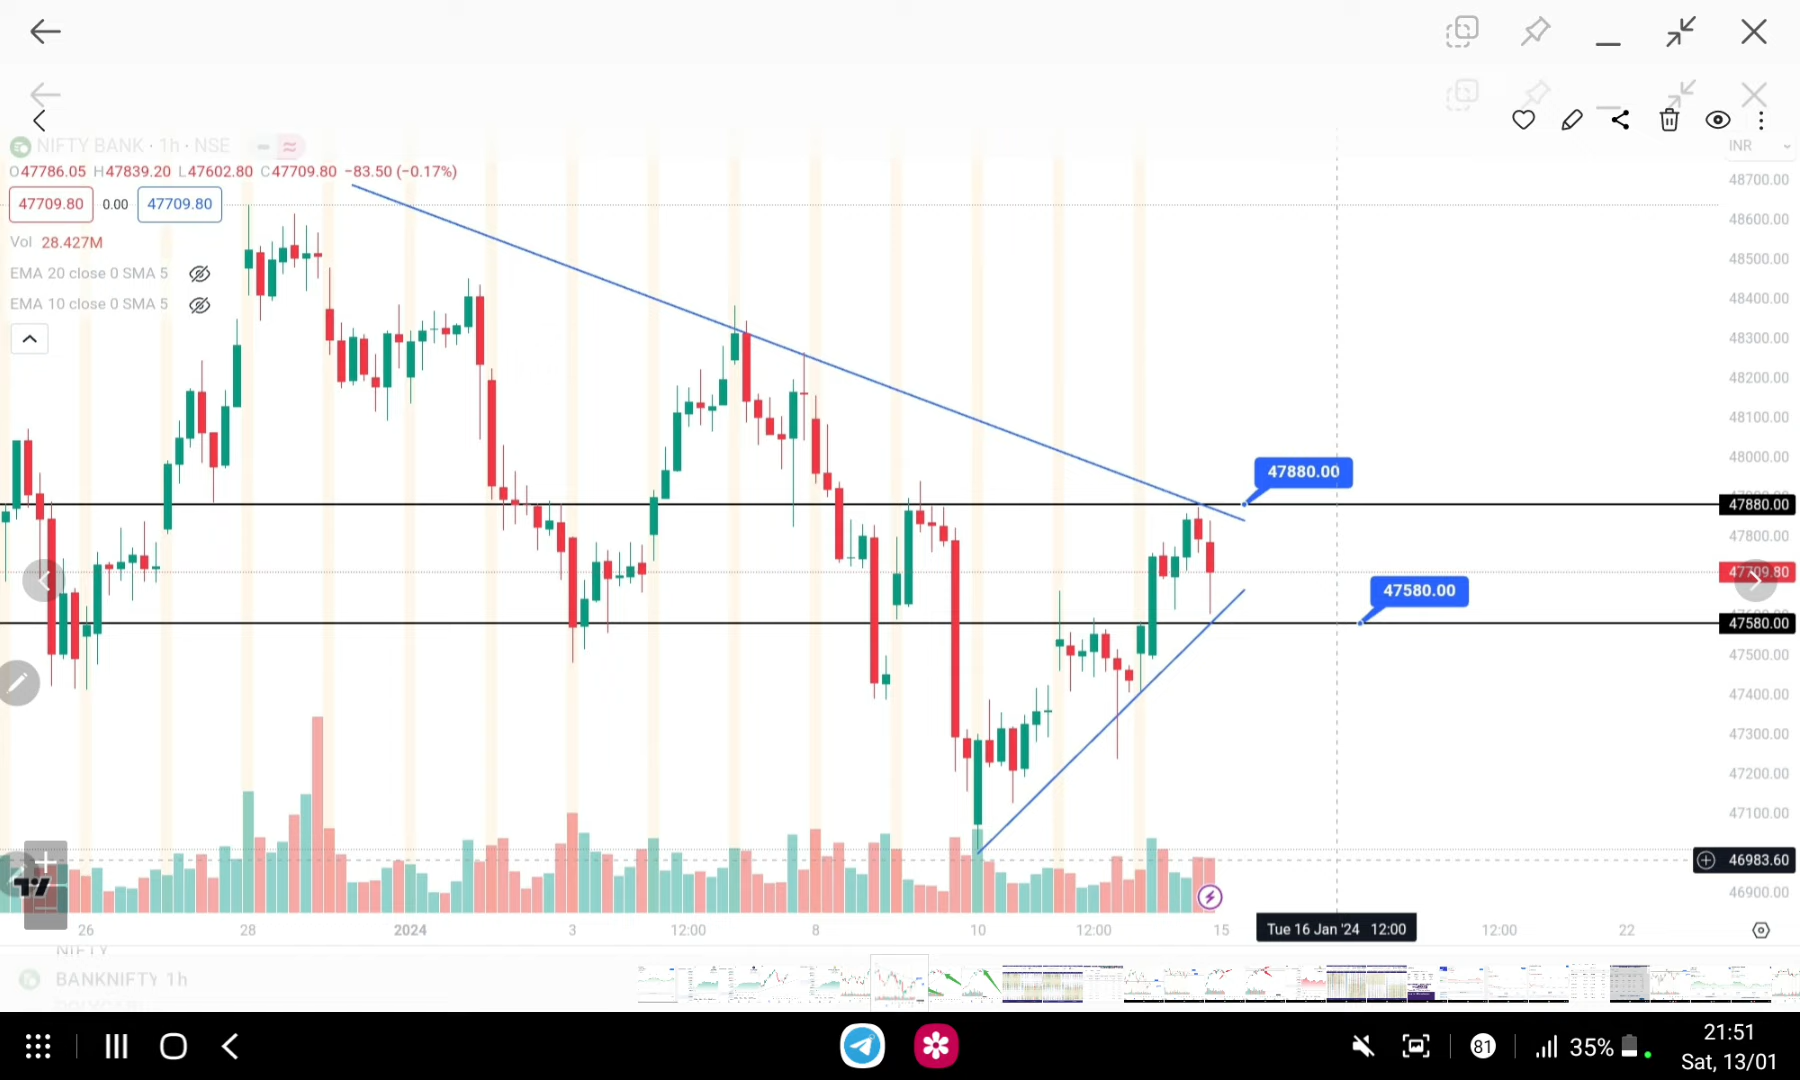 NIFTY BANK · 1h · NSE
INR
O47786.05 H47839.20 L47602.80 C47709.80 −83.50 (−0.17%)
47709.80 0.00 47709.80
Vol 28.427M
EMA 20 close 0 SMA 5
EMA 10 close 0 SMA 5
48700.00
48600.00
48500.00
48400.00
48300.00
48200.00
48100.00
48000.00
47880.00
47880.00
47800.00
47709.80
47580.00
47580.00
47500.00
47400.00
47300.00
47200.00
47100.00
46983.60
46900.00
26 28 2024 3 12:00 8 10 12:00 15 Tue 16 Jan '24 12:00 12:00 22
NIFTY
BANKNIFTY 1h
81 35% 21:51
Sat, 13/01